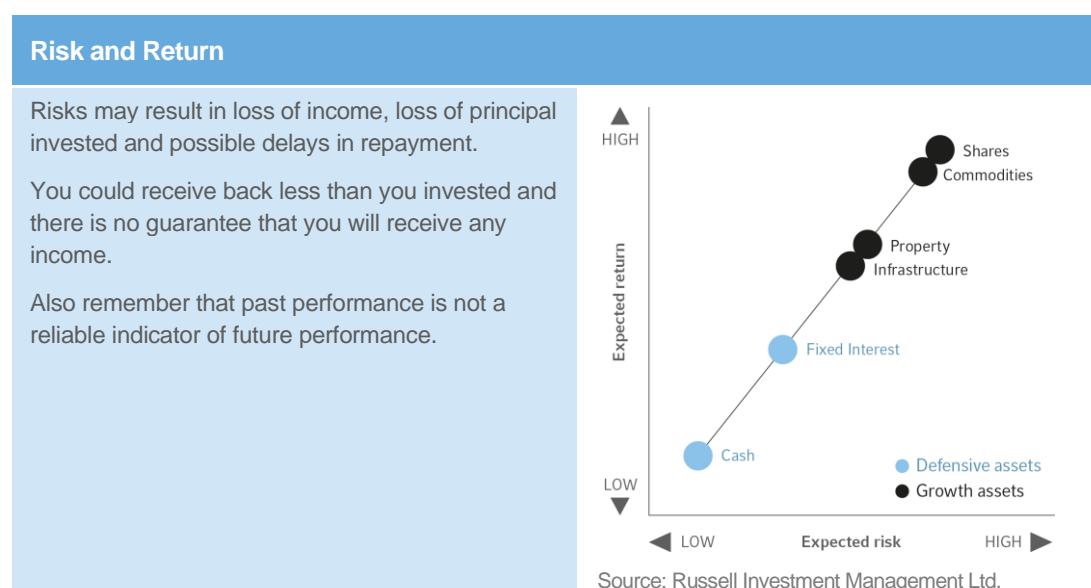 Risk and Return
Risks may result in loss of income, loss of principal
invested and possible delays in repayment.
You could receive back less than you invested and
there is no guarantee that you will receive any
income.
Also remember that past performance is not a
reliable indicator of future performance.
HIGH
Shares
Commodities
Property
Infrastructure
Expected return
Fixed Interest
Cash
Defensive assets
Growth assets
LOW
LOW
Expected risk
HIGH
Source: Russell Investment Management Ltd.